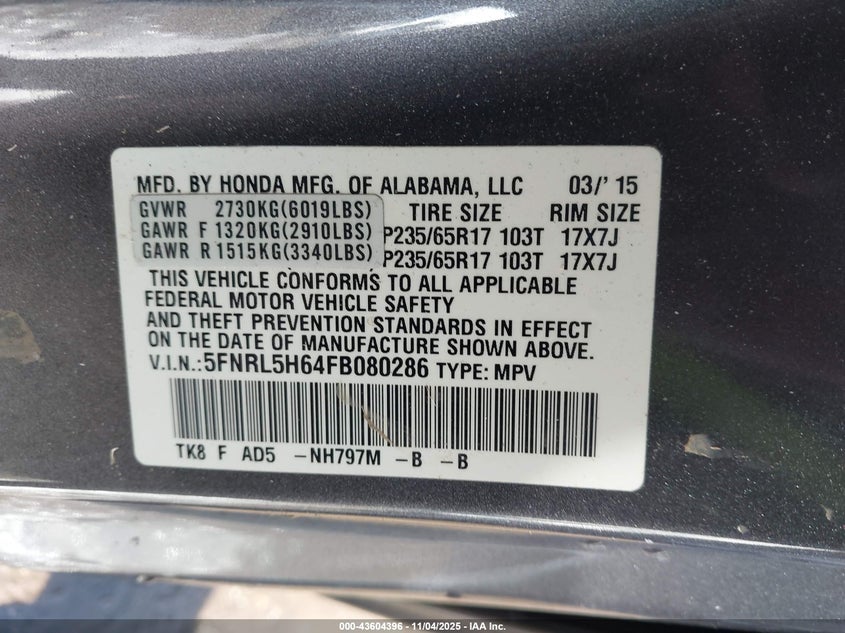 MFD. BY HONDA MFG. OF ALABAMA, LLC 03/'15
GVWR 2730KG(6019LBS) TIRE SIZE RIM SIZE
GAWR F 1320KG(2910LBS) P235/65R17 103T 17X7J
GAWR R 1515KG(3340LBS) P235/65R17 103T 17X7J
THIS VEHICLE CONFORMS TO ALL APPLICABLE
FEDERAL MOTOR VEHICLE SAFETY
AND THEFT PREVENTION STANDARDS IN EFFECT
ON THE DATE OF MANUFACTURE SHOWN ABOVE.
V.I.N.:5FNRL5H64FB080286 TYPE: MPV
TK8 F AD5 -NH797M -B -B
000-43604396 - 11/04/2025 - IAA Inc.